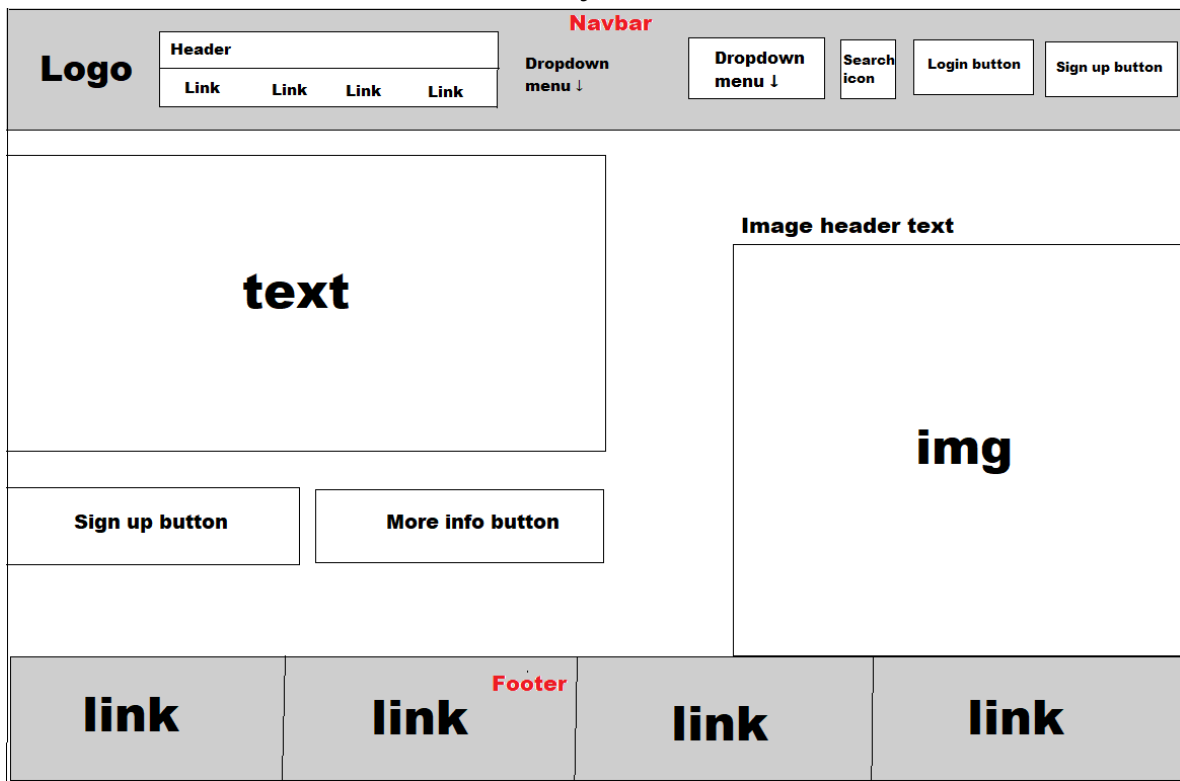 Navbar
Logo
Header
Link Link Link Link
Dropdown
menu ↓
Dropdown
menu ↓
Search
icon
Login button
Sign up button
text
Image header text
img
Sign up button
More info button
Footer
link link link link